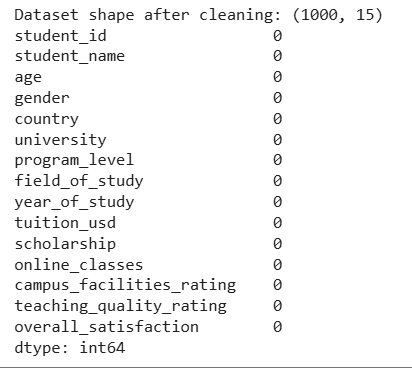 Dataset shape after cleaning: (1000, 15)
student_id 0
student_name 0
age 0
gender 0
country 0
university 0
program_level 0
field_of_study 0
year_of_study 0
tuition_usd 0
scholarship 0
online_classes 0
campus_facilities_rating 0
teaching_quality_rating 0
overall_satisfaction 0
dtype: int64